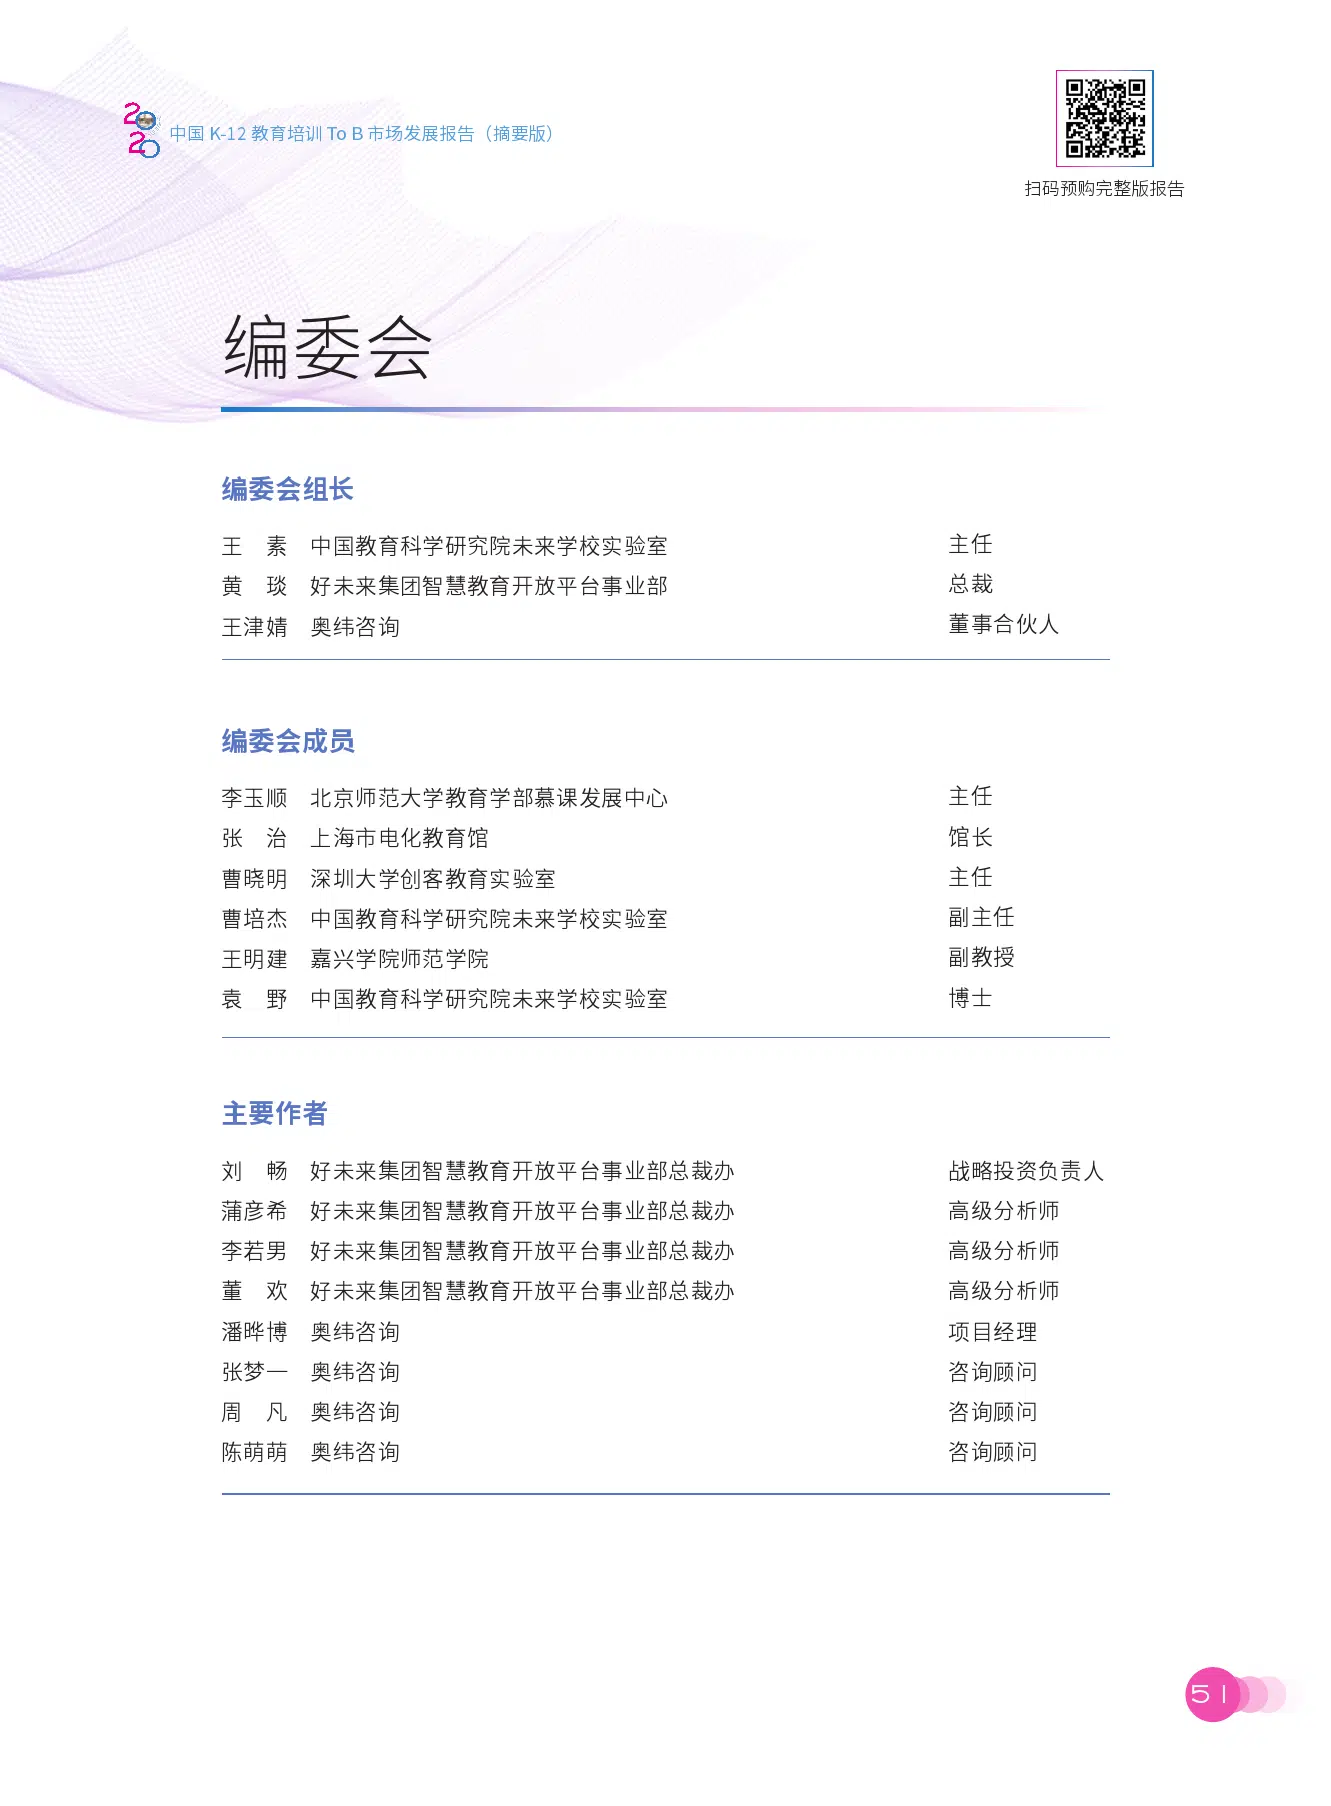 2020
中国 K-12 教育培训 To B 市场发展报告（摘要版）
扫码预购完整版报告
编委会
编委会组长
王　素　中国教育科学研究院未来学校实验室　主任
黄　琰　好未来集团智慧教育开放平台事业部　总裁
王津婧　奥纬咨询　董事合伙人
编委会成员
李玉顺　北京师范大学教育学部慕课发展中心　主任
张　治　上海市电化教育馆　馆长
曹晓明　深圳大学创客教育实验室　主任
曹培杰　中国教育科学研究院未来学校实验室　副主任
王明建　嘉兴学院师范学院　副教授
袁　野　中国教育科学研究院未来学校实验室　博士
主要作者
刘　畅　好未来集团智慧教育开放平台事业部总裁办　战略投资负责人
蒲彦希　好未来集团智慧教育开放平台事业部总裁办　高级分析师
李若男　好未来集团智慧教育开放平台事业部总裁办　高级分析师
董　欢　好未来集团智慧教育开放平台事业部总裁办　高级分析师
潘晔博　奥纬咨询　项目经理
张梦一　奥纬咨询　咨询顾问
周　凡　奥纬咨询　咨询顾问
陈萌萌　奥纬咨询　咨询顾问
51